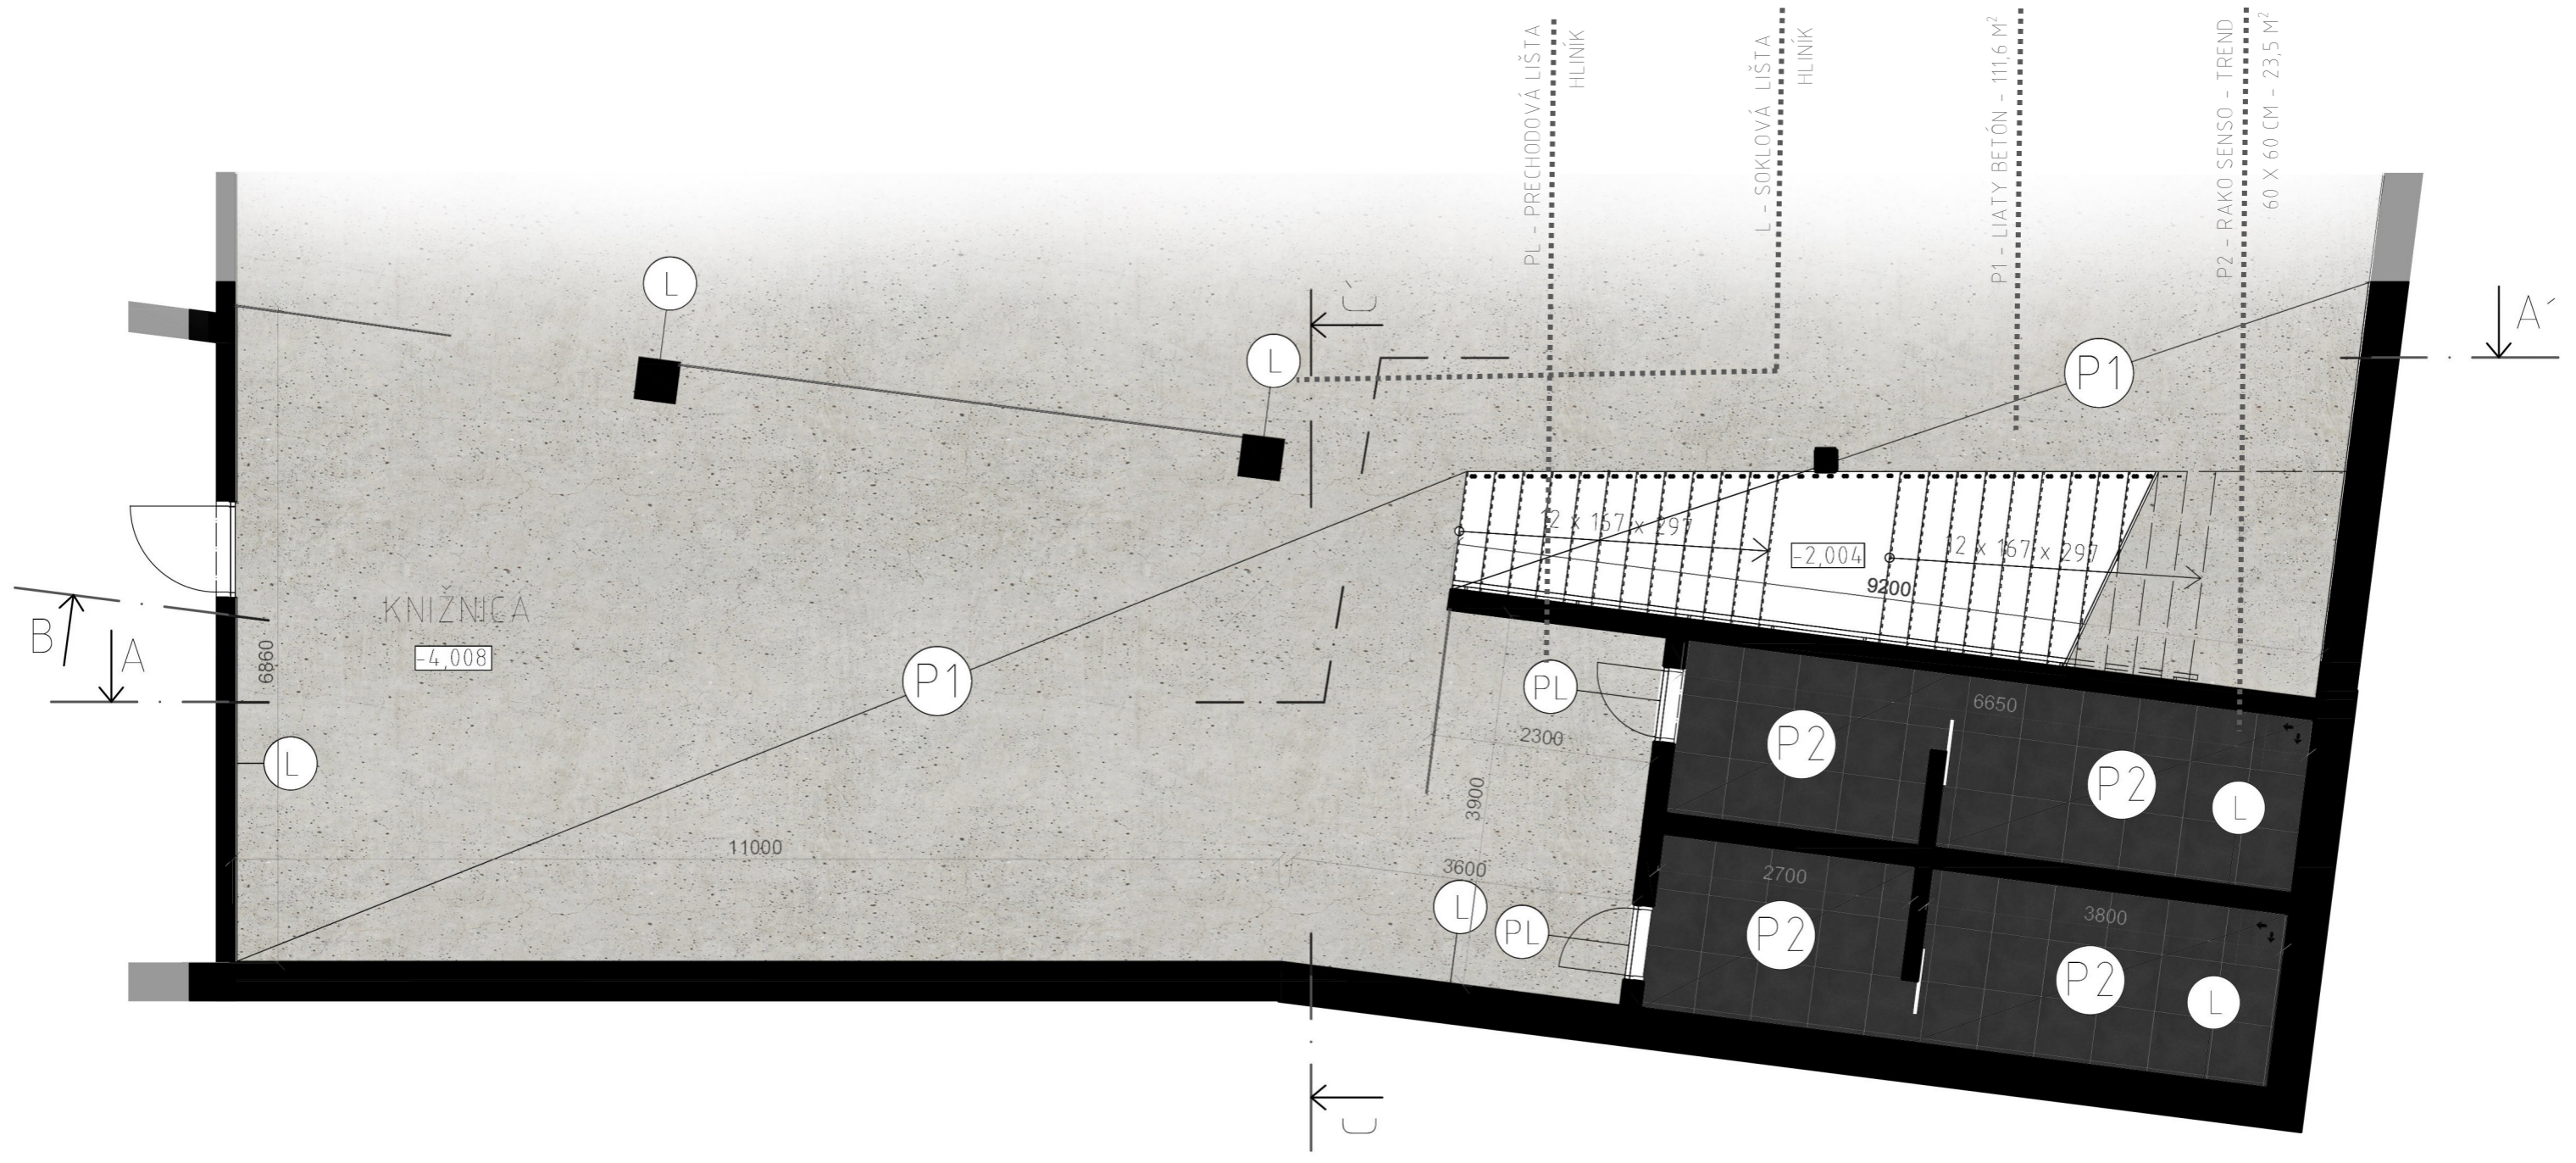 PL - PRECHODOVÁ LIŠTA
HLINÍK
L - SOKLOVÁ LIŠTA
HLINÍK
P1 - LIATY BETÓN - 111,6 M²
P2 - RAKO SENSO - TREND
60 X 60 CM - 23,5 M²
L
C´
A´
L
P1
12 x 167 x 297
12 x 167 x 297
-2,004
9200
KNIŽNICA
-4,008
B
A
6860
P1
PL
6650
2300
P2
L
P2
L
3900
11000
3600
2700
L
PL
P2
3800
P2
L
C